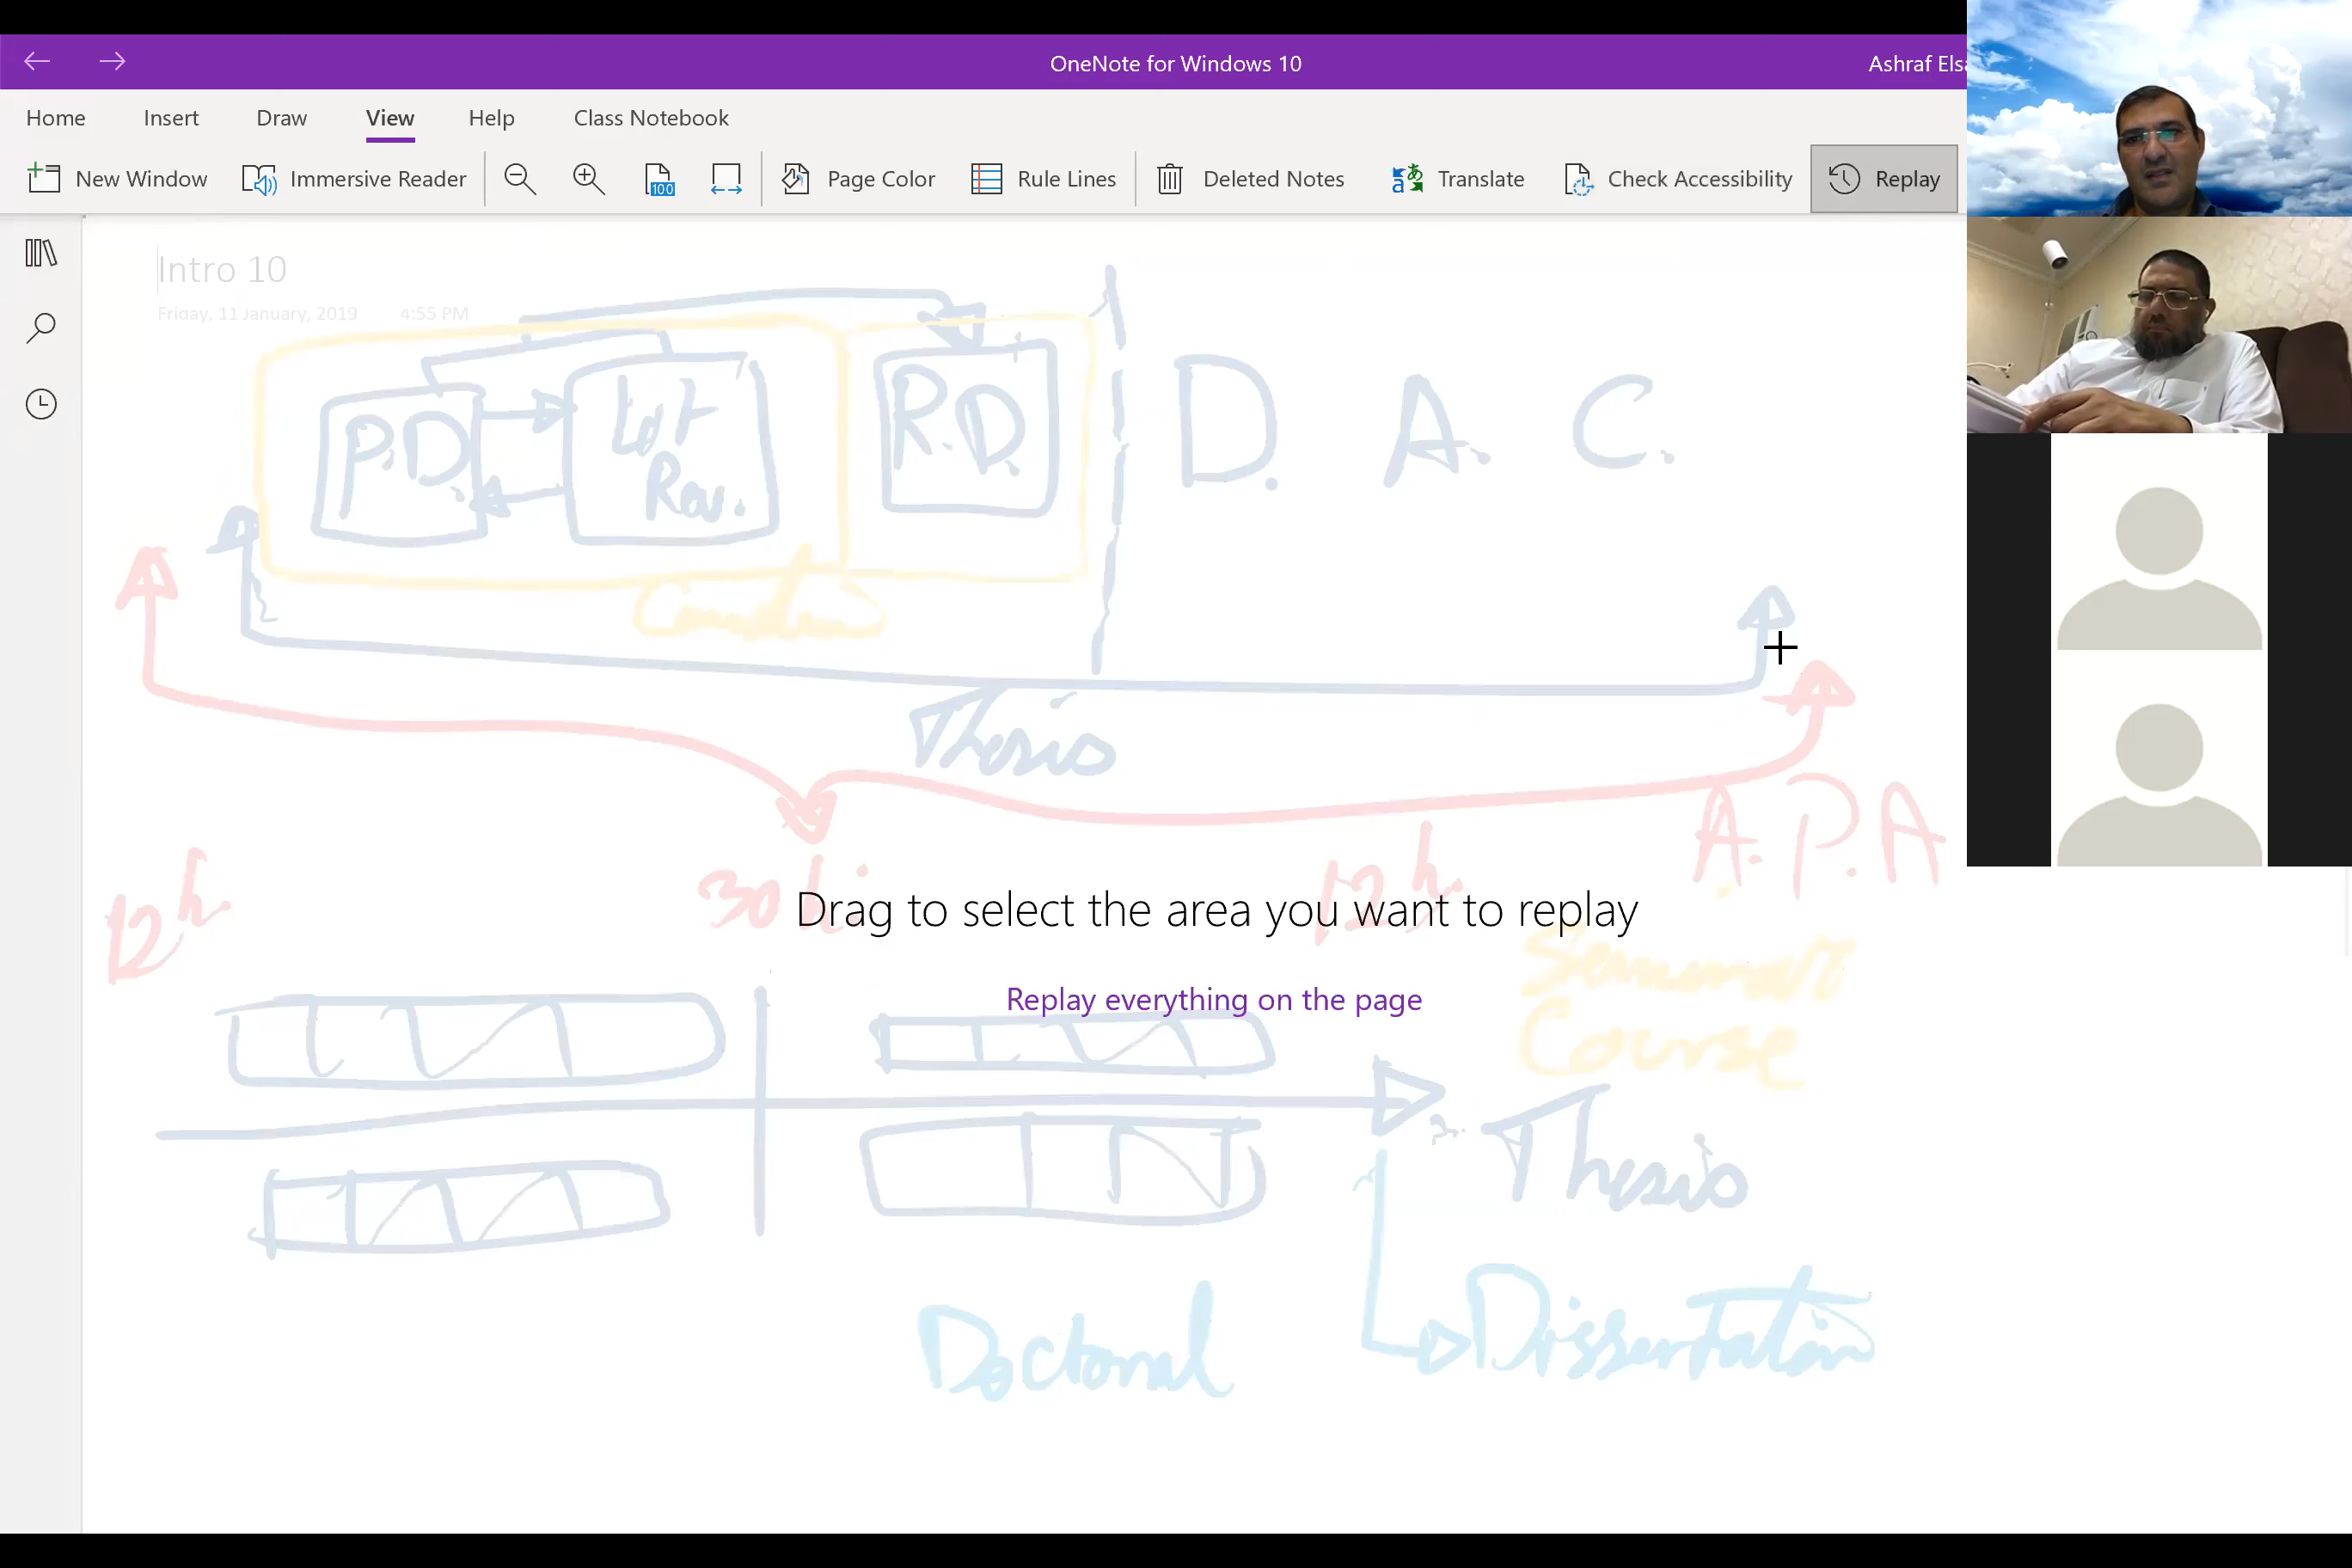 OneNote for Windows 10
Ashraf Elsa
Home Insert Draw View Help Class Notebook
New Window Immersive Reader 100 Page Color Rule Lines Deleted Notes Translate Check Accessibility Replay
Intro 10
Friday, 11 January, 2019 4:55 PM
P.D. Lit Rev. R.D. D. A. C.
Thesis
A.P.A
12h. 30h. 12h.
Drag to select the area you want to replay
Replay everything on the page
Seminar
Course
Thesis
Doctoral
Dissertation